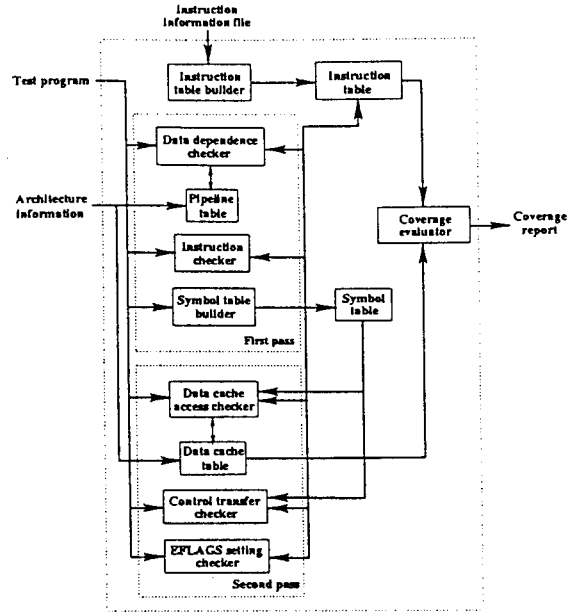 Instruction
information file
Test program
Instruction
table builder
Instruction
table
Data dependence
checker
Architecture
information
Pipeline
table
Coverage
evaluator
Coverage
report
Instruction
checker
Symbol table
builder
Symbol
table
First pass
Data cache
access checker
Data cache
table
Control transfer
checker
EFLAGS setting
checker
Second pass